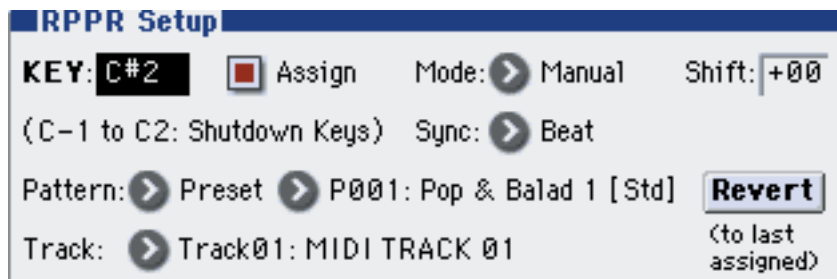 RPPR Setup
KEY: C#2 Assign Mode: Manual Shift: +00
(C-1 to C2: Shutdown Keys) Sync: Beat
Pattern: Preset P001: Pop & Balad 1 [Std] Revert
Track: Track01: MIDI TRACK 01 (to last
assigned)